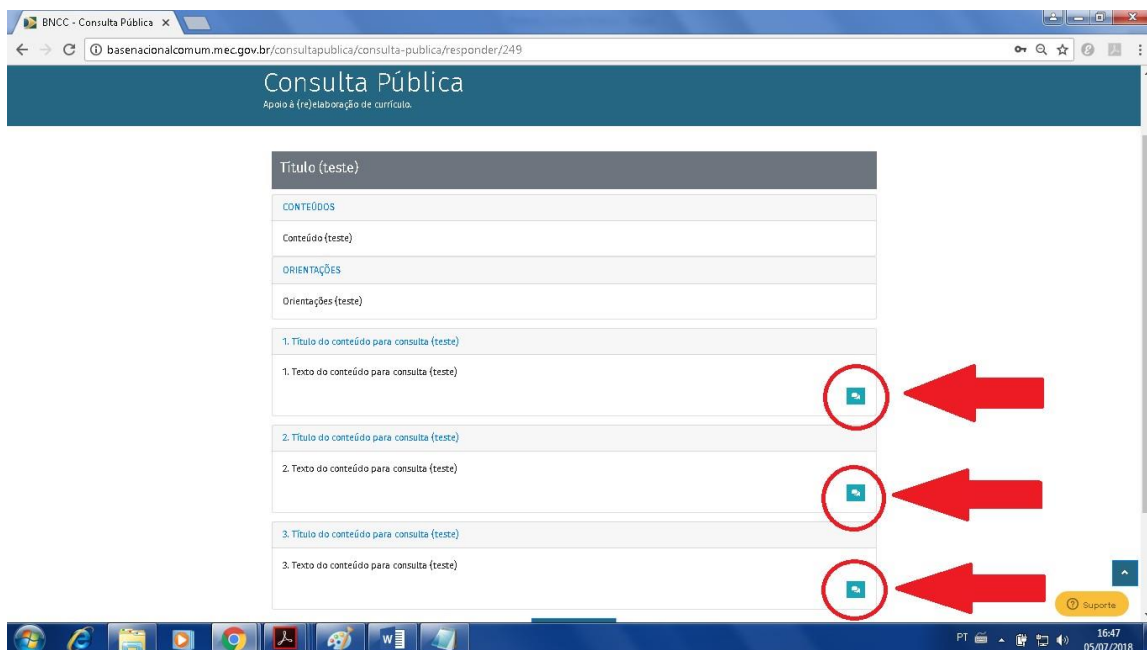 BNCC - Consulta Pública
basenacionalcomum.mec.gov.br/consultapublica/consulta-publica/responder/249
Consulta Pública
Apoio à (re)elaboração de currículo.
Título (teste)
CONTEÚDOS
Conteúdo (teste)
ORIENTAÇÕES
Orientações (teste)
1. Título do conteúdo para consulta (teste)
1. Texto do conteúdo para consulta (teste)
2. Título do conteúdo para consulta (teste)
2. Texto do conteúdo para consulta (teste)
3. Título do conteúdo para consulta (teste)
3. Texto do conteúdo para consulta (teste)
Suporte
PT
16:47
05/07/2018